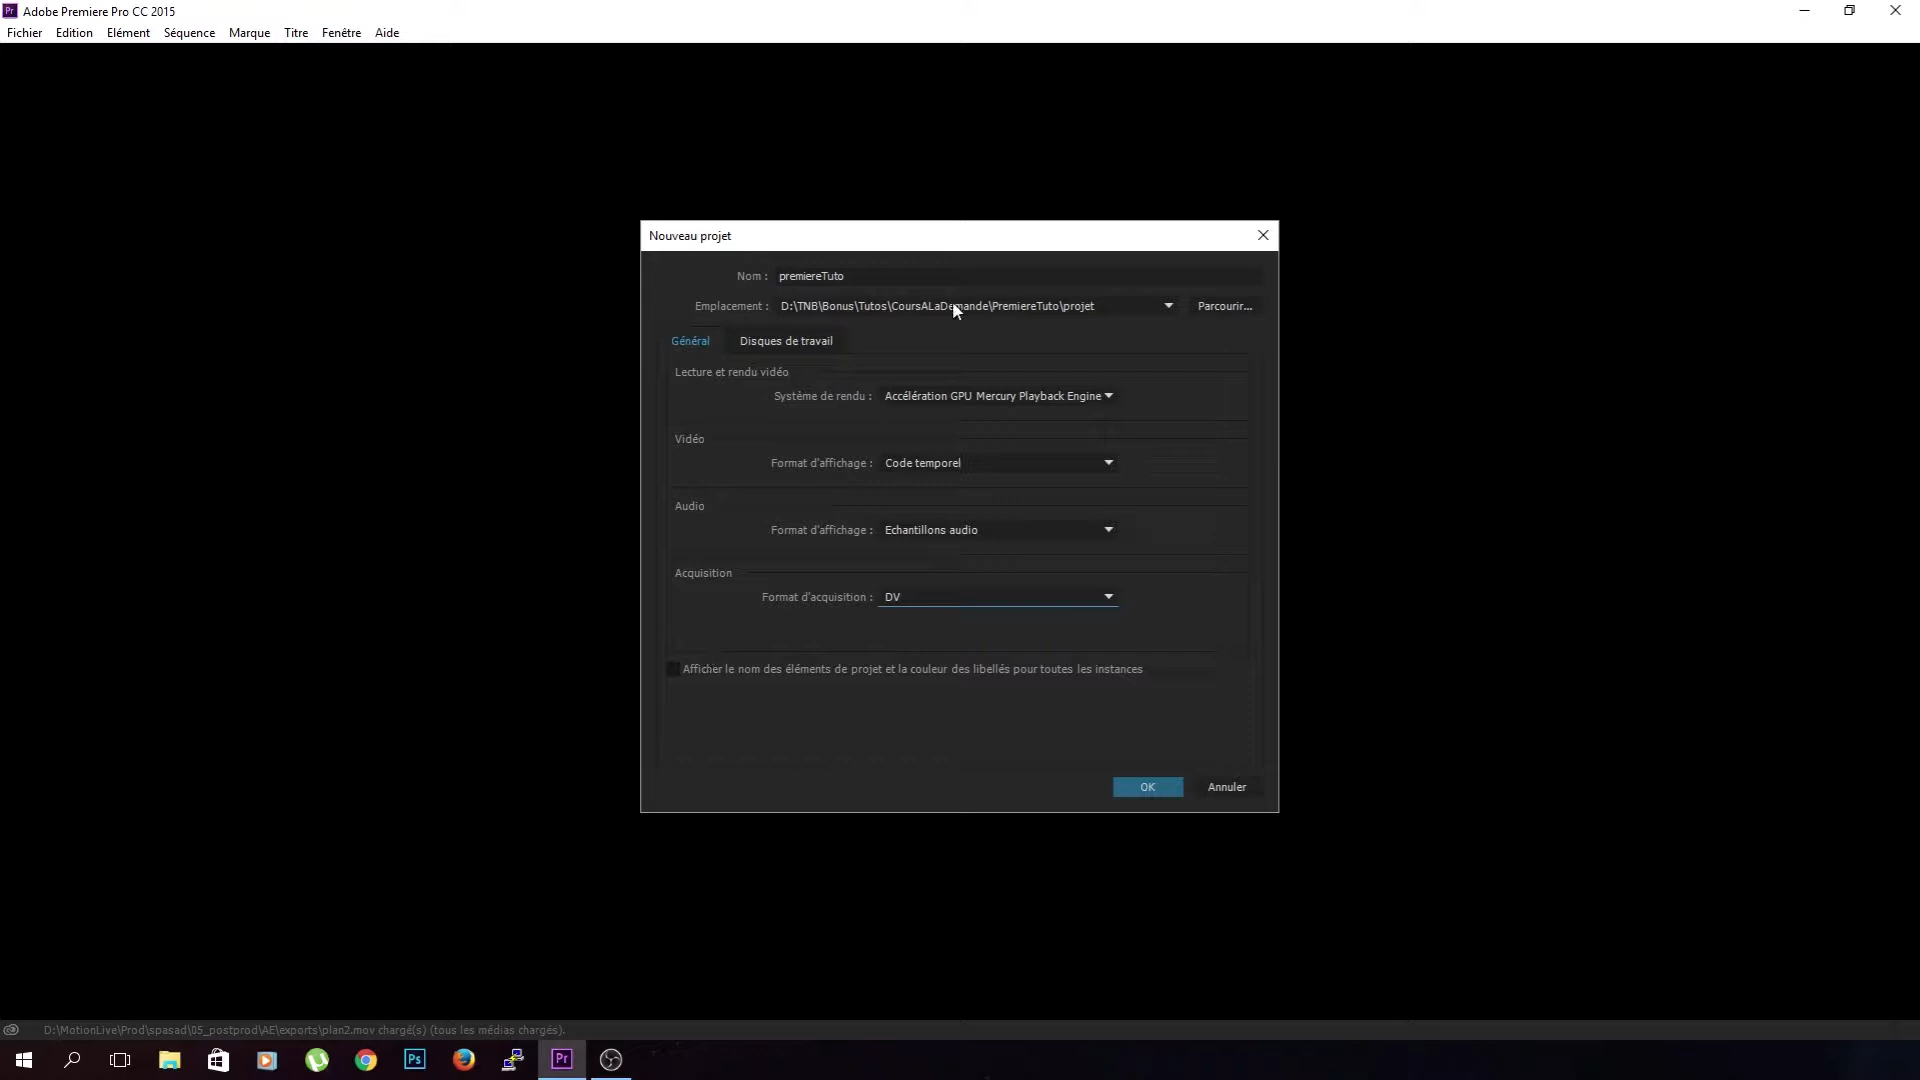 Pr Adobe Premiere Pro CC 2015
Fichier Edition Elément Séquence Marque Titre Fenêtre Aide
Nouveau projet
Nom : premiereTuto
Emplacement : D:\TNB\Bonus\Tutos\CoursALaDemande\PremiereTuto\projet Parcourir...
Général Disques de travail
Lecture et rendu vidéo
Système de rendu : Accélération GPU Mercury Playback Engine
Vidéo
Format d'affichage : Code temporel
Audio
Format d'affichage : Echantillons audio
Acquisition
Format d'acquisition : DV
Afficher le nom des éléments de projet et la couleur des libellés pour toutes les instances
OK Annuler
D:\MotionLive\Prod\spasad\05_postprod\AE\exports\plan2.mov chargé(s) (tous les médias chargés).
Ps Pr